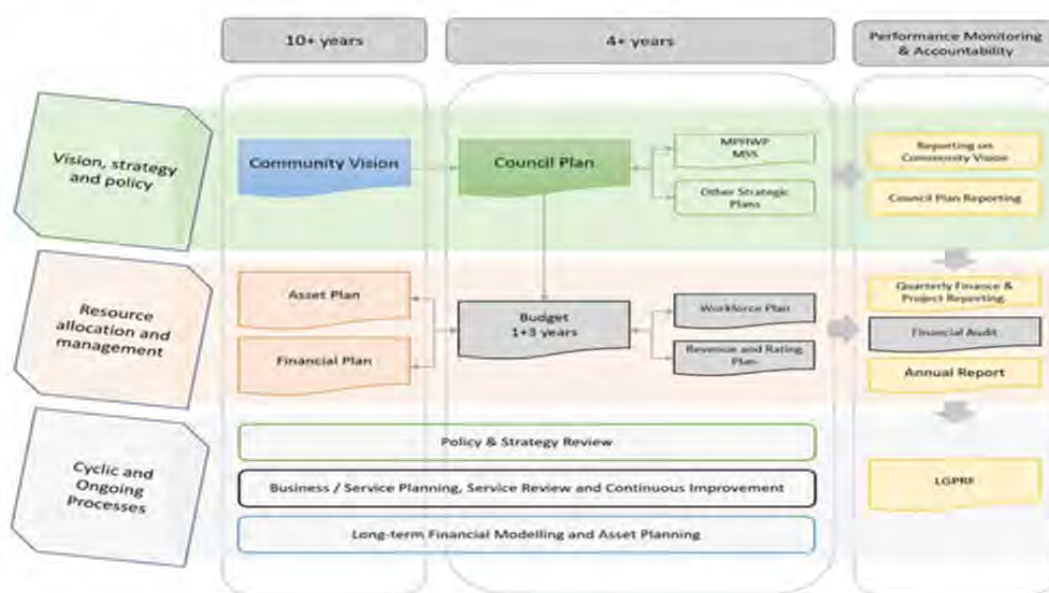 10+ years
4+ years
Performance Monitoring
& Accountability
Vision, strategy
and policy
Community Vision
Council Plan
MPHWP
MSS
Other Strategic
Plans
Reporting on
Community Vision
Council Plan Reporting
Resource
allocation and
management
Asset Plan
Financial Plan
Budget
1+3 years
Workforce Plan
Revenue and Rating
Plan
Quarterly Finance &
Project Reporting
Financial Audit
Annual Report
Cyclic and
Ongoing
Processes
Policy & Strategy Review
Business / Service Planning, Service Review and Continuous Improvement
Long-term Financial Modelling and Asset Planning
LGPRF